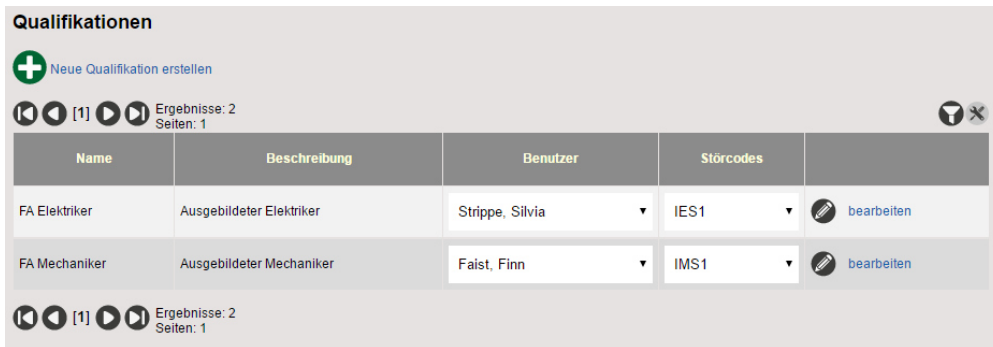 Qualifikationen
Neue Qualifikation erstellen
[1] Ergebnisse: 2
Seiten: 1
Name Beschreibung Benutzer Störcodes
FA Elektriker Ausgebildeter Elektriker Strippe, Silvia IES1 bearbeiten
FA Mechaniker Ausgebildeter Mechaniker Faist, Finn IMS1 bearbeiten
[1] Ergebnisse: 2
Seiten: 1